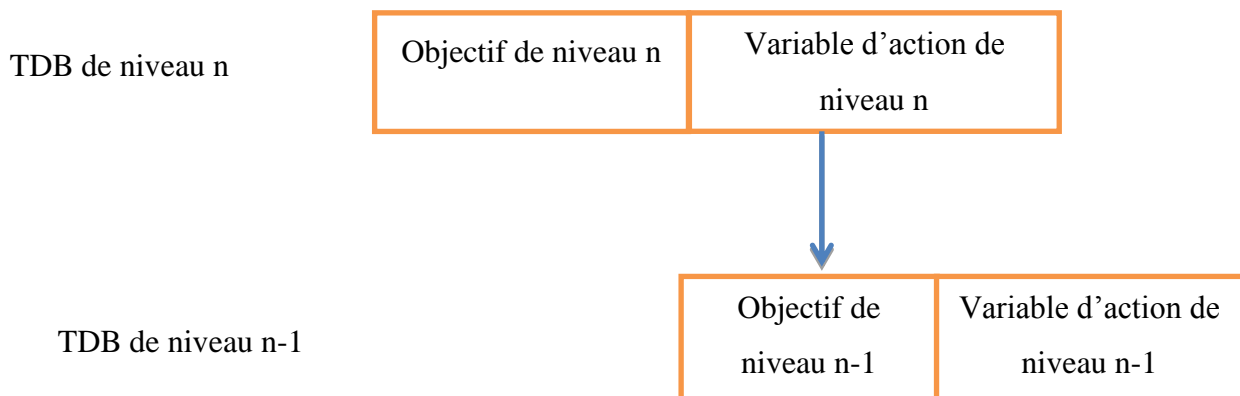 TDB de niveau n
Objectif de niveau n
Variable d’action de
niveau n
TDB de niveau n-1
Objectif de
niveau n-1
Variable d’action de
niveau n-1